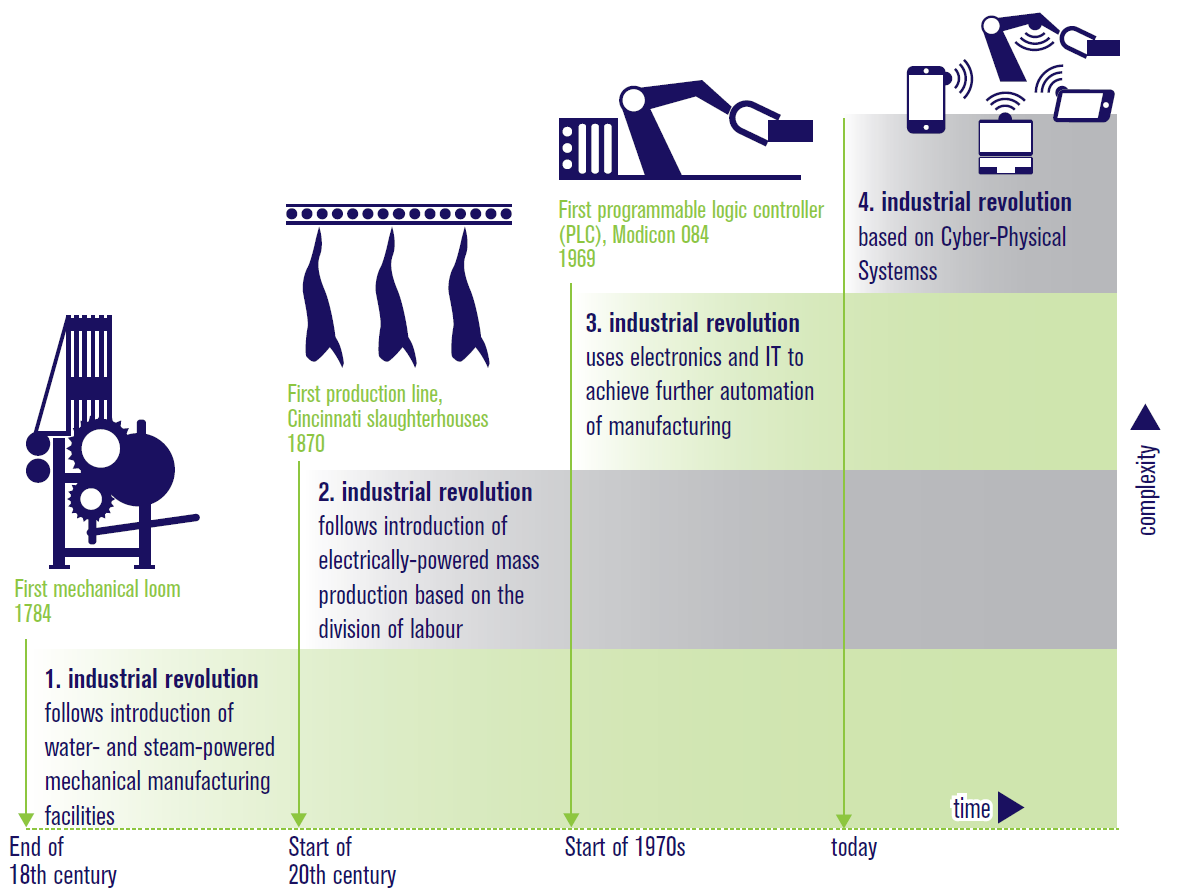 4. industrial revolution
based on Cyber-Physical
Systemss
First programmable logic controller
(PLC), Modicon 084
1969
3. industrial revolution
uses electronics and IT to
achieve further automation
of manufacturing
First production line,
Cincinnati slaughterhouses
1870
2. industrial revolution
follows introduction of
electrically-powered mass
production based on the
division of labour
First mechanical loom
1784
1. industrial revolution
follows introduction of
water- and steam-powered
mechanical manufacturing
facilities
complexity
time
End of
18th century
Start of
20th century
Start of 1970s
today